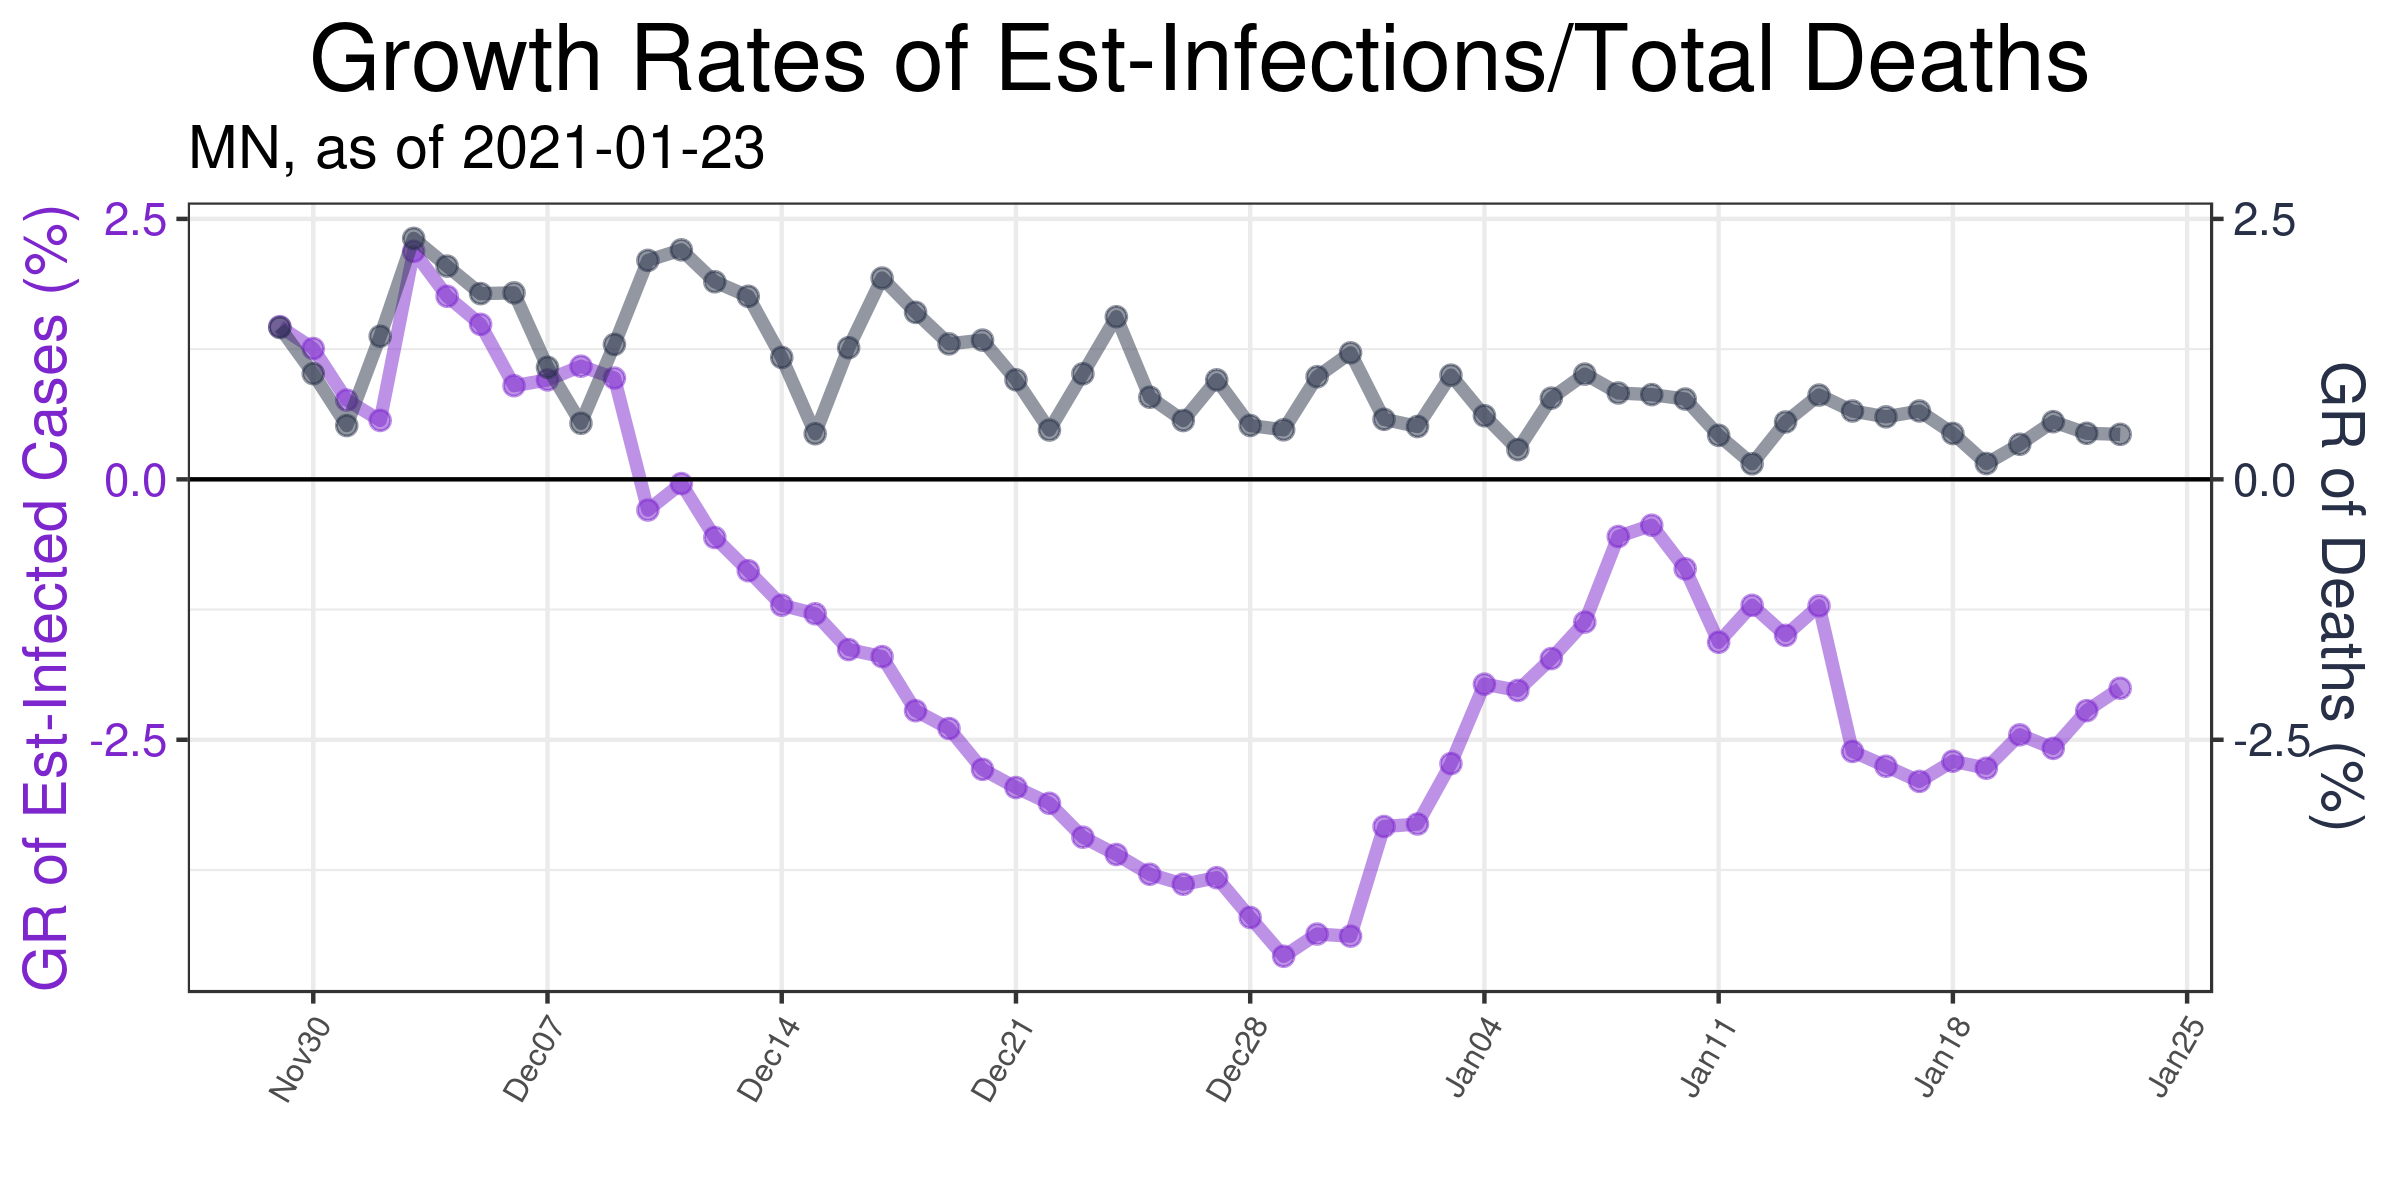 Growth Rates of Est-Infections/Total Deaths
MN, as of 2021-01-23
GR of Est-Infected Cases (%)
2.5
0.0
-2.5
2.5
0.0
-2.5
GR of Deaths (%)
Nov30
Dec07
Dec14
Dec21
Dec28
Jan04
Jan11
Jan18
Jan25